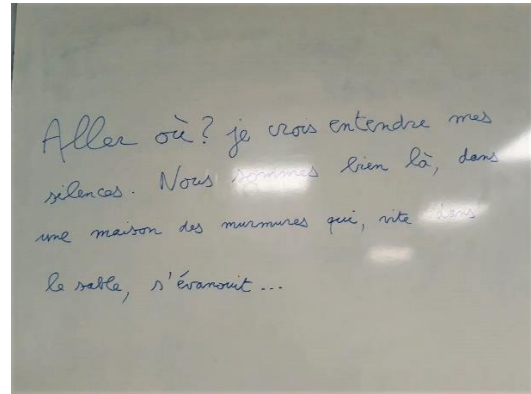 Aller où? je crois entendre mes
silences. Nous sommes bien là, dans
une maison des murmures qui, vite dans
le sable, s'évanouit...